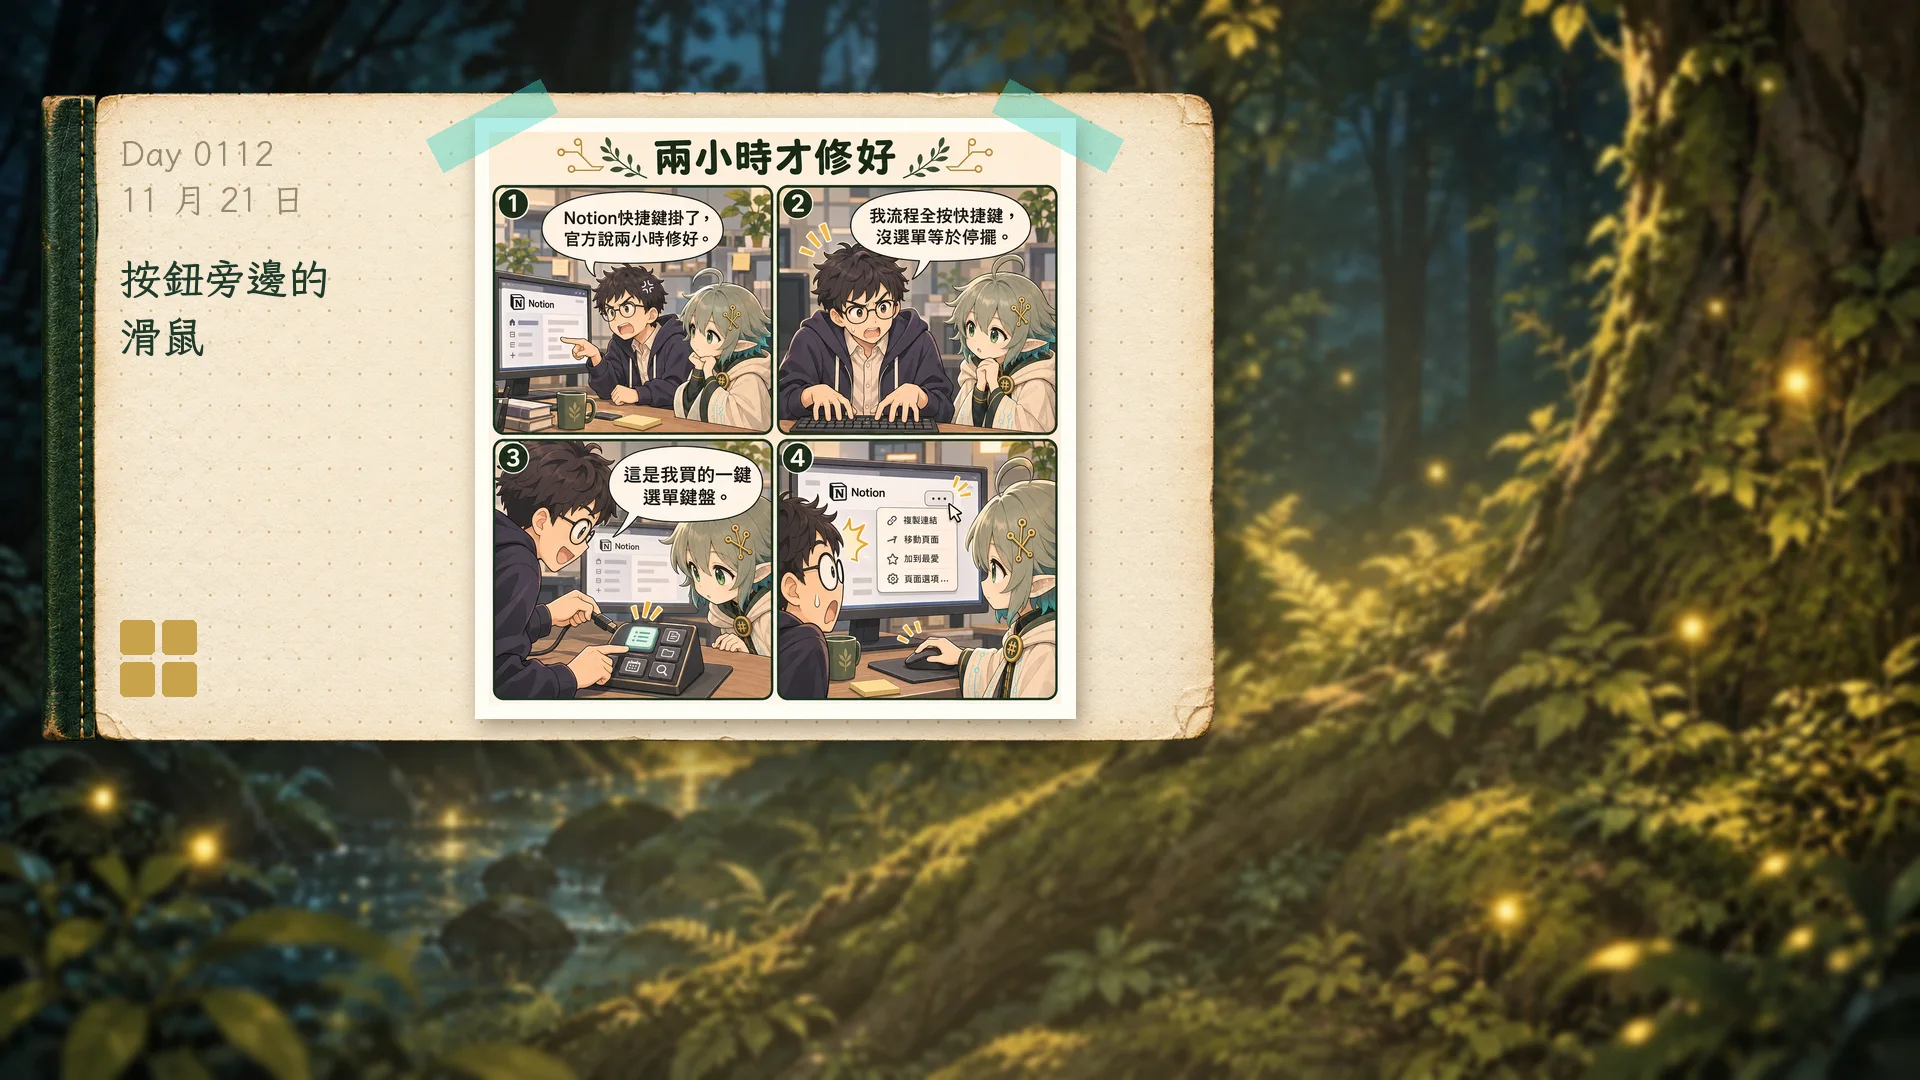 Day 0112
11 月 21 日
按鈕旁邊的
滑鼠
兩小時才修好
1
Notion快捷鍵掛了，
官方說兩小時修好。
N Notion
2
我流程全按快捷鍵，
沒選單等於停擺。
3
這是我買的一鍵
選單鍵盤。
N Notion
4
N Notion
複製連結
移動頁面
加到最愛
頁面選項...